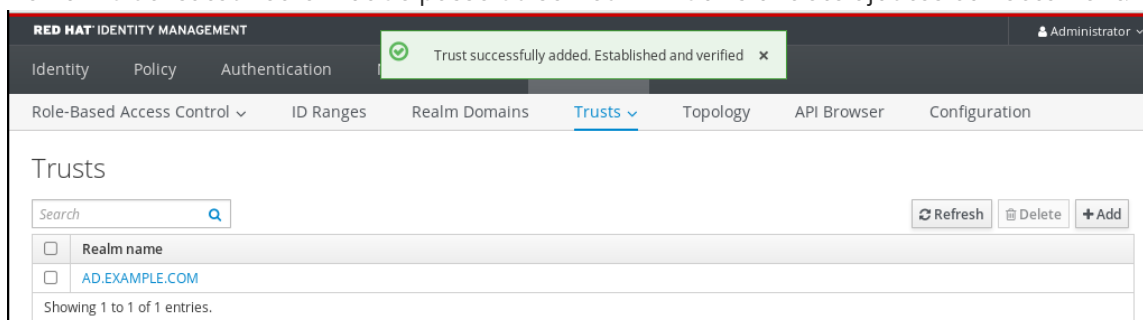 RED HAT® IDENTITY MANAGEMENT
Administrator
Trust successfully added. Established and verified ×
Identity Policy Authentication
Role-Based Access Control ID Ranges Realm Domains Trusts Topology API Browser Configuration
Trusts
Search
Refresh Delete + Add
Realm name
AD.EXAMPLE.COM
Showing 1 to 1 of 1 entries.